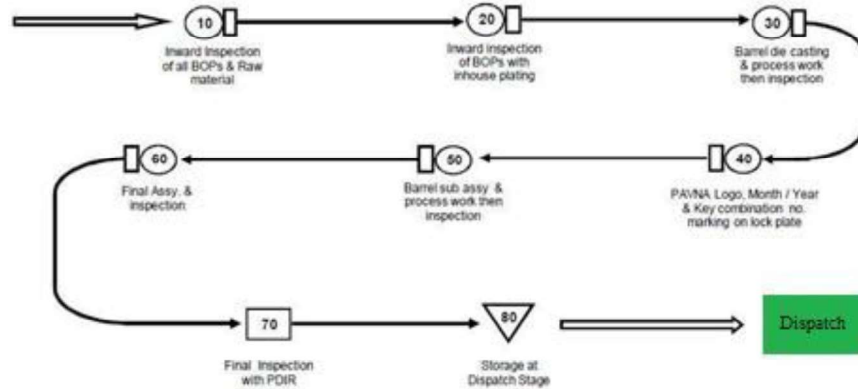 10
Inward Inspection
of all BOPs & Raw
material
20
Inward inspection
of BOPs with
inhouse plating
30
Barrel die casting
& process work
then inspection
60
Final Assy. &
inspection
50
Barrel sub assy &
process work then
inspection
40
PAVNA Logo, Month / Year
& Key combination no.
marking on lock plate
70
Final Inspection
with PDIR
80
Storage at
Dispatch Stage
Dispatch